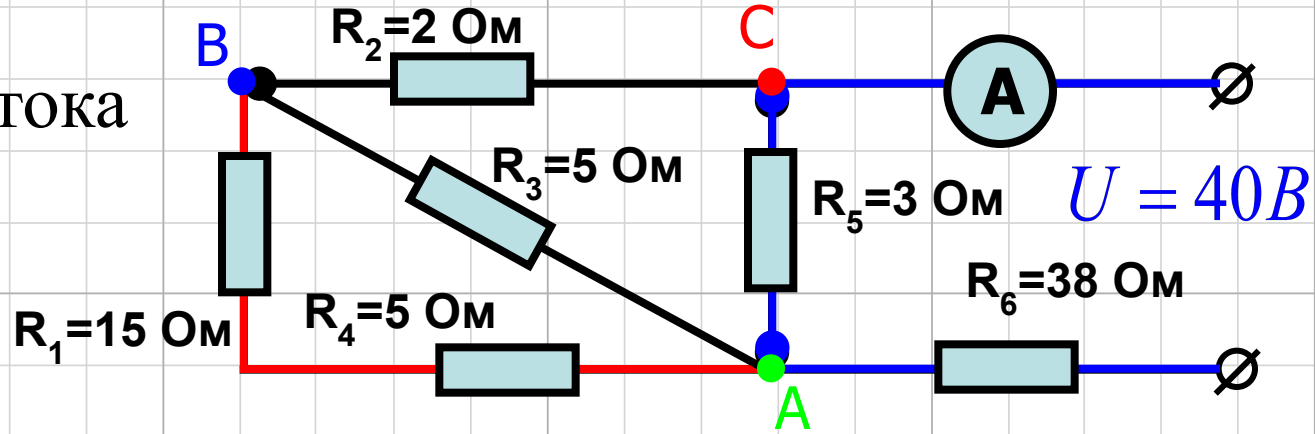 R₂=2 Ом
B
C
тока
A
R₃=5 Ом
R₅=3 Ом
U = 40В
R₆=38 Ом
R₁=15 Ом
R₄=5 Ом
A